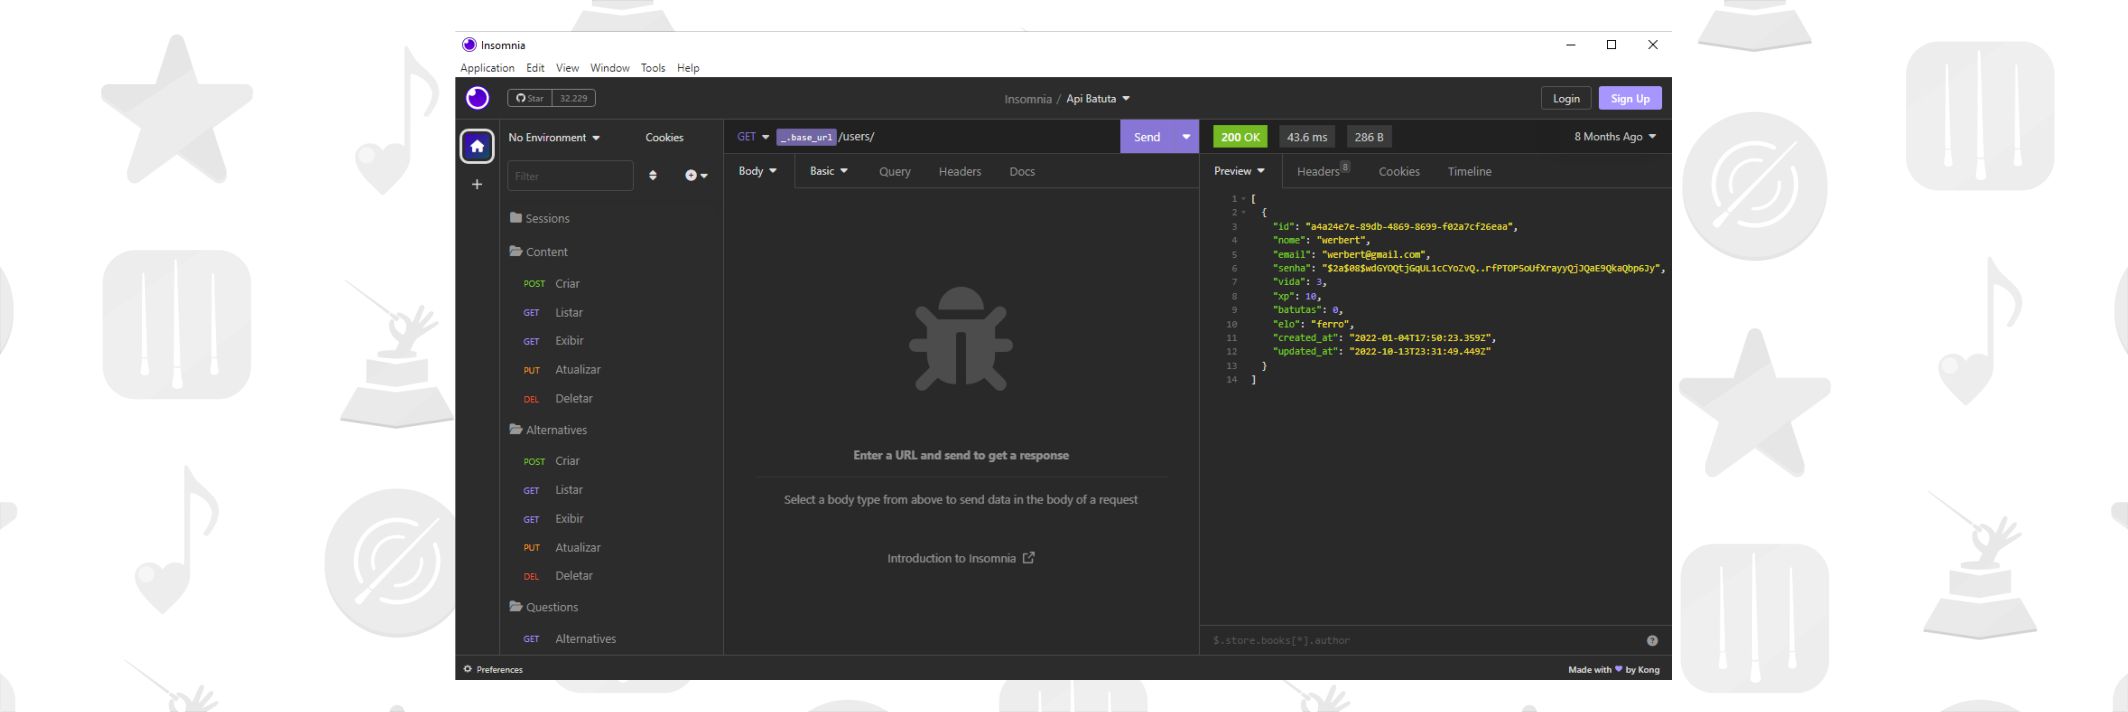 Insomnia
Application Edit View Window Tools Help
Star 32.229
Insomnia / Api Batuta
Login Sign Up
No Environment Cookies
Filter
Sessions
Content
POST Criar
GET Listar
GET Exibir
PUT Atualizar
DEL Deletar
Alternatives
POST Criar
GET Listar
GET Exibir
PUT Atualizar
DEL Deletar
Questions
GET Alternatives
GET _.base_url /users/ Send
Body Basic Query Headers Docs
Enter a URL and send to get a response
Select a body type from above to send data in the body of a request
Introduction to Insomnia
200 OK 43.6 ms 286 B 8 Months Ago
Preview Headers 8 Cookies Timeline
1 [
2 {
3 "id": "a4a24e7e-89db-4869-8699-f02a7cf26eaa",
4 "nome": "werbert",
5 "email": "werbert@gmail.com",
6 "senha": "$2a$08$wdGYOQtjGqUL1cCYoZvQ..rfPTOP5oUfXrayyQjJQaE9QkaQbp6Jy",
7 "vida": 3,
8 "xp": 10,
9 "batutas": 0,
10 "elo": "ferro",
11 "created_at": "2022-01-04T17:50:23.359Z",
12 "updated_at": "2022-10-13T23:31:49.449Z"
13 }
14 ]
$.store.books[*].author
Preferences
Made with by Kong